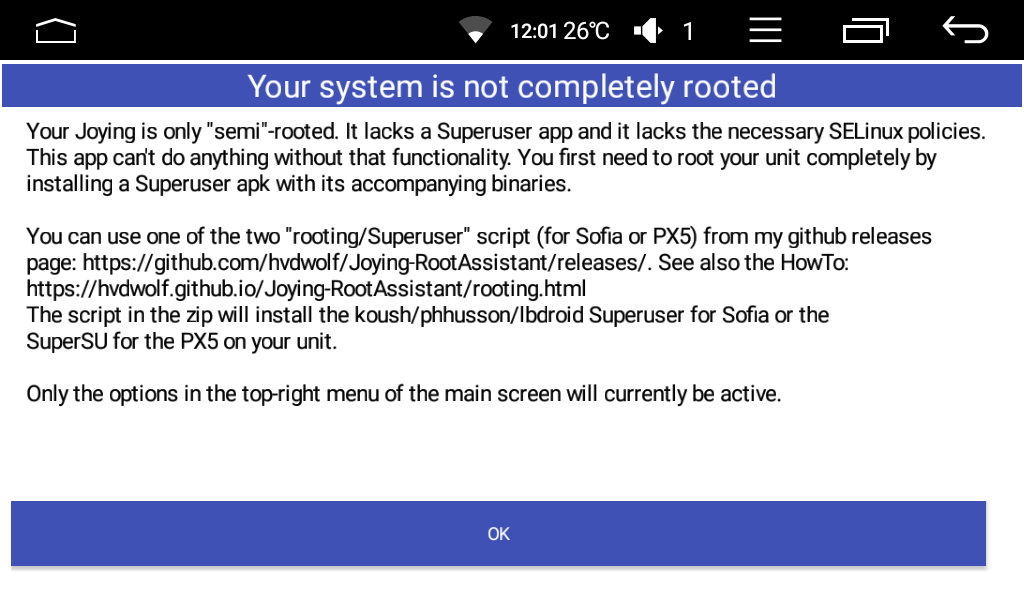 12:01 26℃ 1
Your system is not completely rooted
Your Joying is only "semi"-rooted. It lacks a Superuser app and it lacks the necessary SELinux policies.
This app can't do anything without that functionality. You first need to root your unit completely by
installing a Superuser apk with its accompanying binaries.
You can use one of the two "rooting/Superuser" script (for Sofia or PX5) from my github releases
page: https://github.com/hvdwolf/Joying-RootAssistant/releases/. See also the HowTo:
https://hvdwolf.github.io/Joying-RootAssistant/rooting.html
The script in the zip will install the koush/phhusson/lbdroid Superuser for Sofia or the
SuperSU for the PX5 on your unit.
Only the options in the top-right menu of the main screen will currently be active.
OK